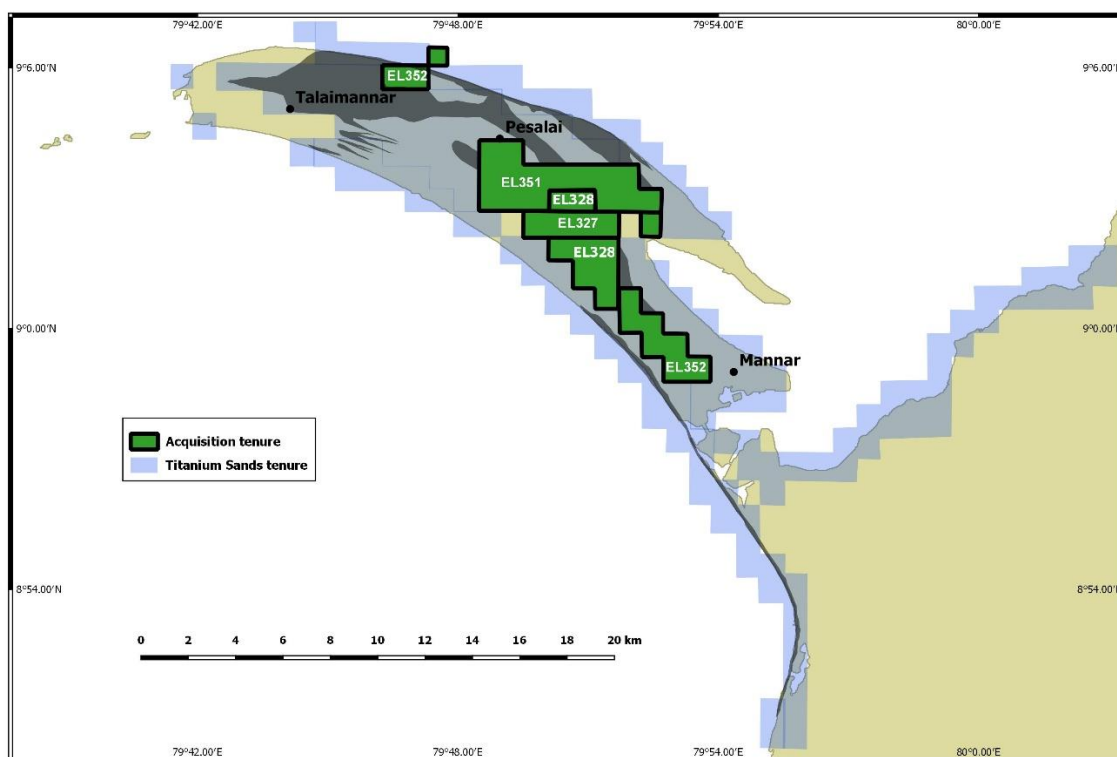 79°42.00'E 79°48.00'E 79°54.00'E 80°0.00'E
9°6.00'N 9°6.00'N
EL352
Talaimannar
Pesalai
EL351
EL328
EL327
EL328
9°0.00'N 9°0.00'N
EL352
Mannar
Acquisition tenure
Titanium Sands tenure
8°54.00'N 8°54.00'N
0 2 4 6 8 10 12 14 16 18 20 km
79°42.00'E 79°48.00'E 79°54.00'E 80°0.00'E